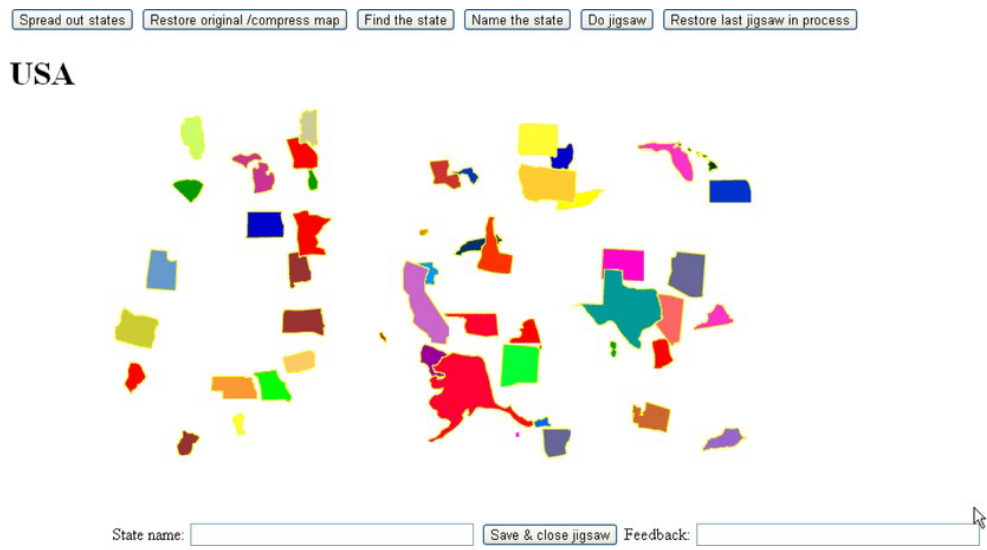 Spread out states Restore original /compress map Find the state Name the state Do jigsaw Restore last jigsaw in process
USA
State name: Save & close jigsaw Feedback: